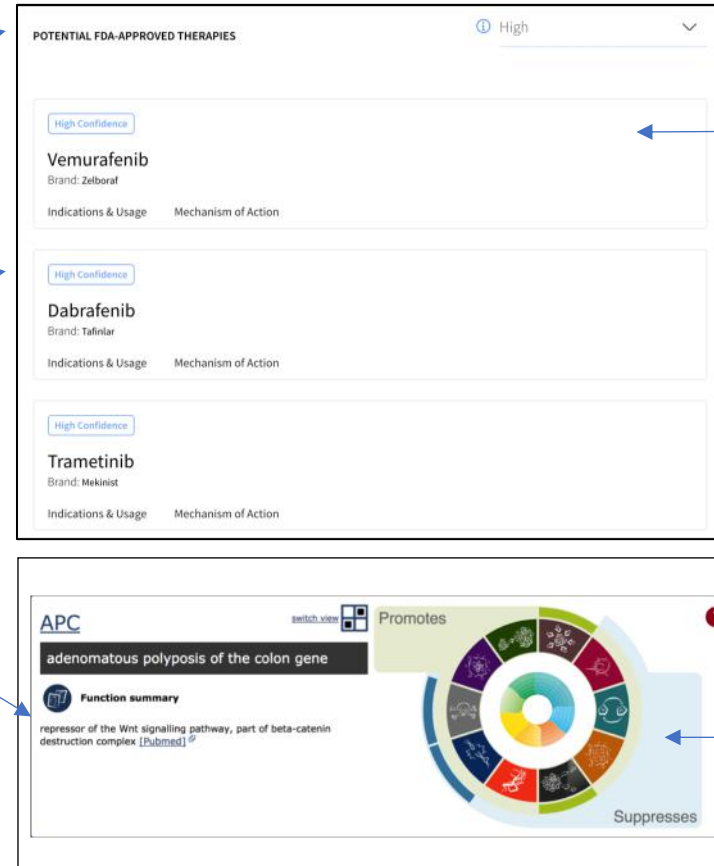 POTENTIAL FDA-APPROVED THERAPIES
High
High Confidence
Vemurafenib
Brand: Zelboraf
Indications & Usage Mechanism of Action
High Confidence
Dabrafenib
Brand: Tafinlar
Indications & Usage Mechanism of Action
High Confidence
Trametinib
Brand: Mekinist
Indications & Usage Mechanism of Action
APC
switch view
adenomatous polyposis of the colon gene
Function summary
repressor of the Wnt signalling pathway, part of beta-catenin
destruction complex [Pubmed]
Promotes
Suppresses